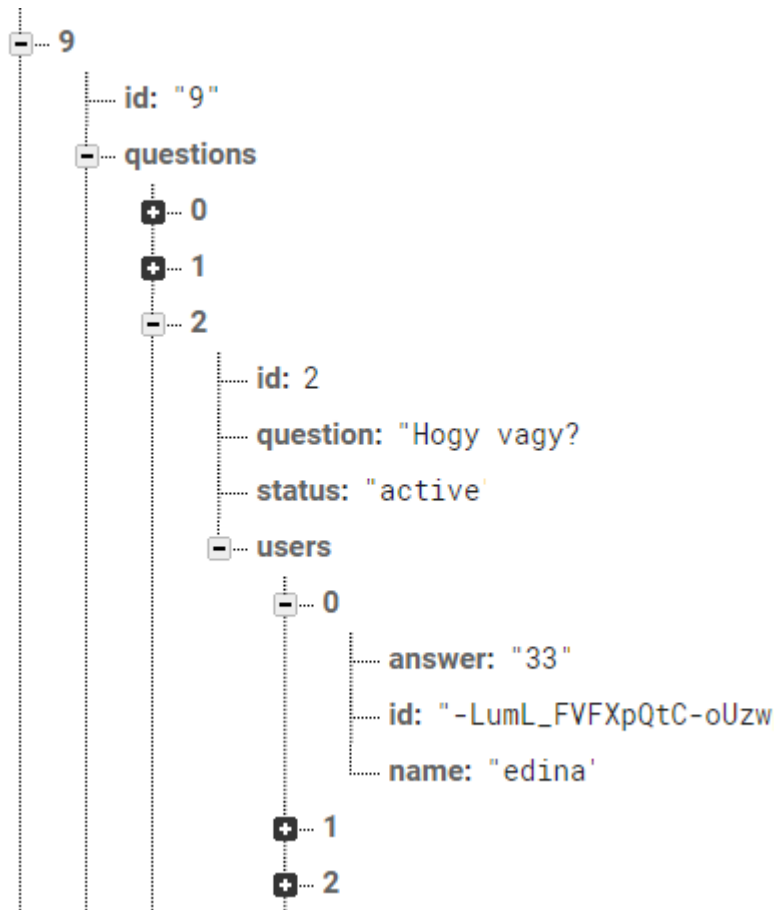 9
id: "9"
questions
0
1
2
id: 2
question: "Hogy vagy?
status: "active'
users
0
answer: "33"
id: "-LumL_FVFXpQtC-oUzw
name: "edina'
1
2